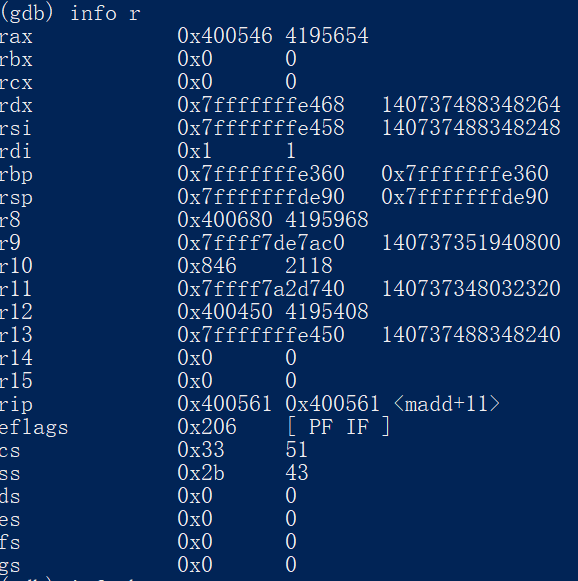 (gdb) info r
rax 0x400546 4195654
rbx 0x0 0
rcx 0x0 0
rdx 0x7fffffffe468 140737488348264
rsi 0x7fffffffe458 140737488348248
rdi 0x1 1
rbp 0x7fffffffe360 0x7fffffffe360
rsp 0x7fffffffde90 0x7fffffffde90
r8 0x400680 4195968
r9 0x7ffff7de7ac0 140737351940800
r10 0x846 2118
r11 0x7ffff7a2d740 140737348032320
r12 0x400450 4195408
r13 0x7fffffffe450 140737488348240
r14 0x0 0
r15 0x0 0
rip 0x400561 0x400561 <madd+11>
eflags 0x206 [ PF IF ]
cs 0x33 51
ss 0x2b 43
ds 0x0 0
es 0x0 0
fs 0x0 0
gs 0x0 0